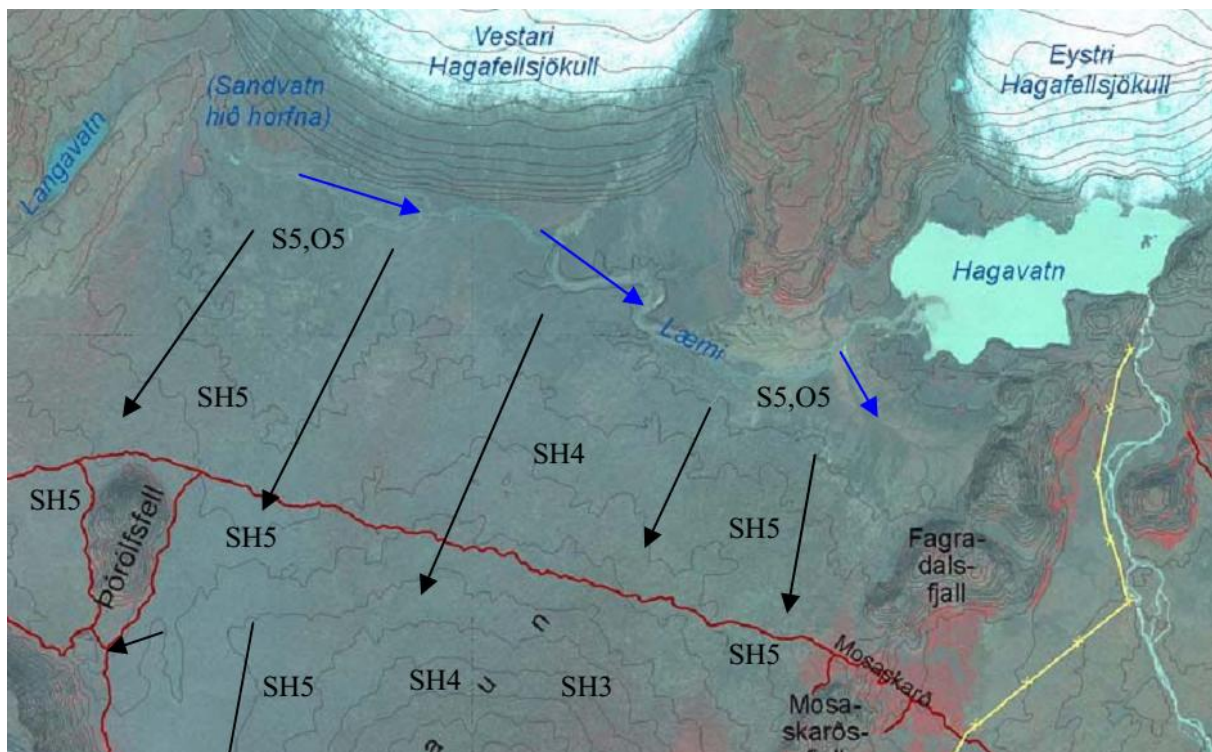 Vestari
Hagafellsjökull
Eystri
Hagafellsjökull
(Sandvatn
hið horfna)
Langavatn
S5,O5
Hagavatn
Læmi
SH5
S5,O5
SH4
SH5
SH5
SH5
Þórólfsfell
Fagra-
dals-
fjall
n
SH5
Mosaskarð
SH5
SH4
u
SH3
Mosa-
skarðs-